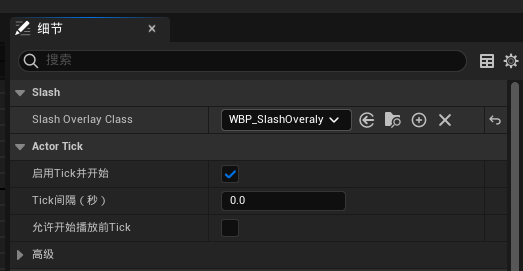 细节
搜索
Slash
Slash Overlay Class
WBP_SlashOveraly
Actor Tick
启用Tick并开始
Tick间隔（秒）
0.0
允许开始播放前Tick
高级